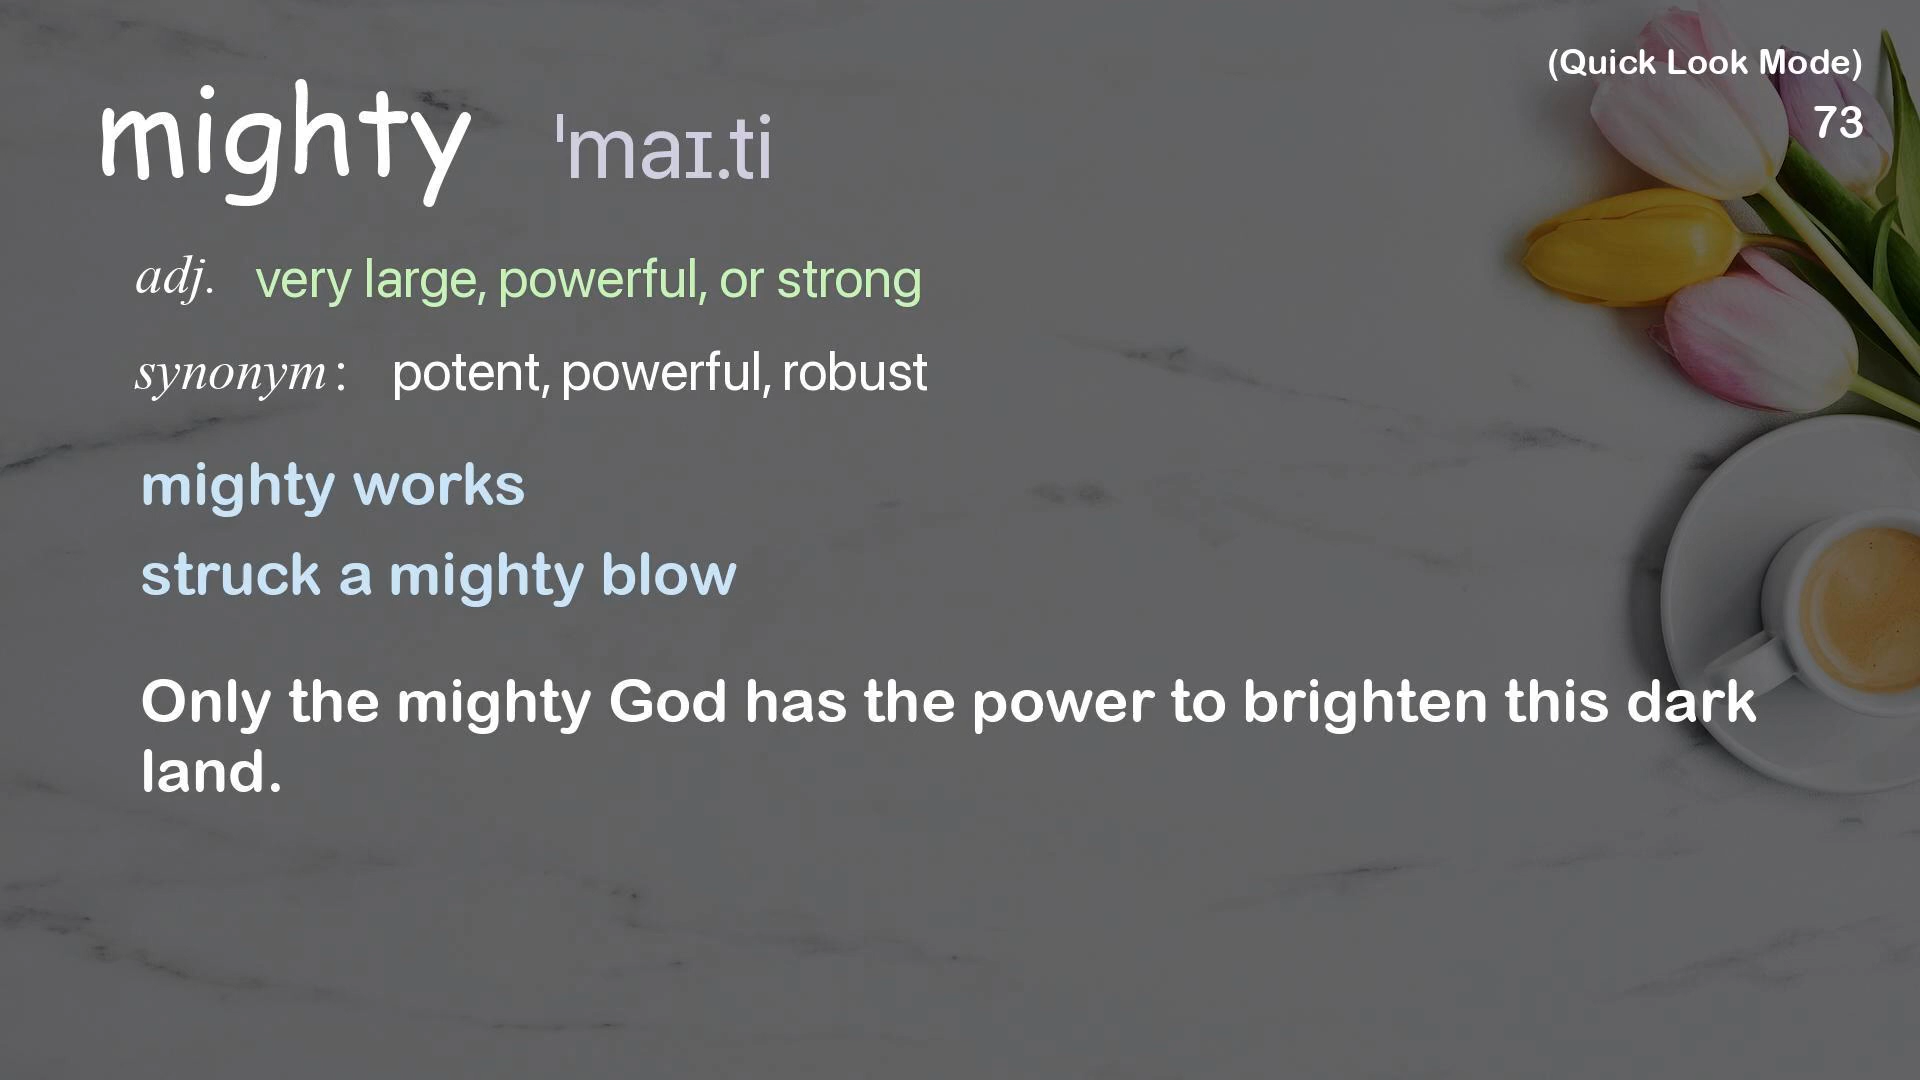 (Quick Look Mode)
73
mighty ˈmaɪ.ti
adj. very large, powerful, or strong
synonym: potent, powerful, robust
mighty works
struck a mighty blow
Only the mighty God has the power to brighten this dark
land.